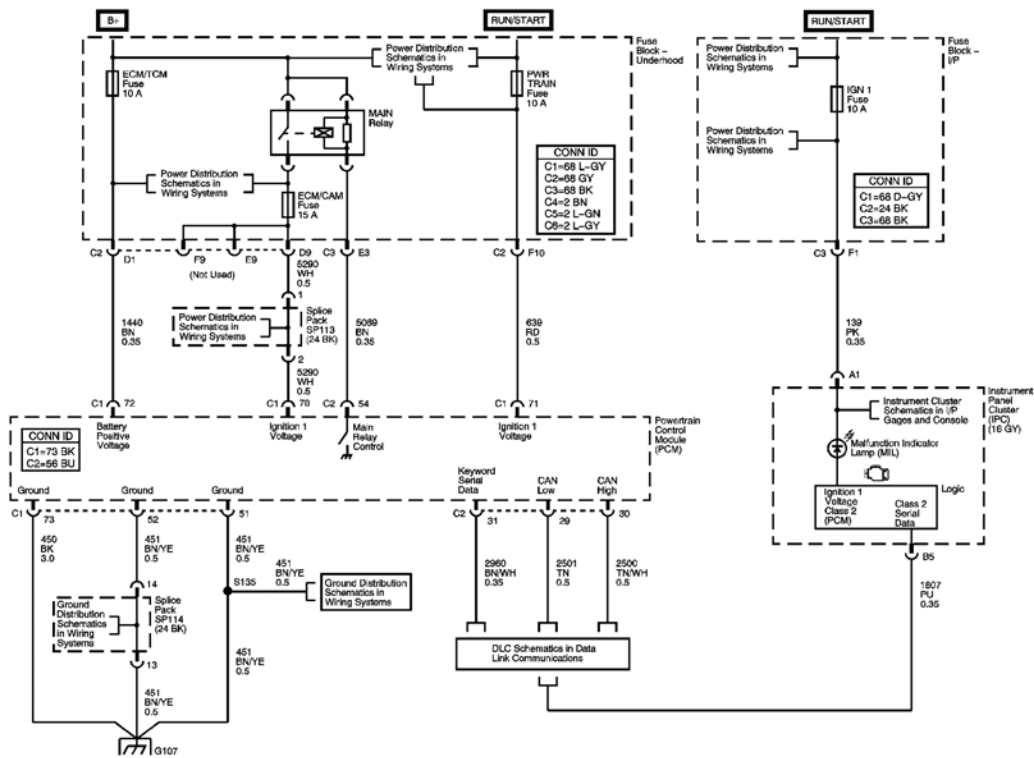 B+
RUN/START
RUN/START
Fuse
Block –
Underhood
Fuse
Block –
I/P
ECM/TCM
Fuse
10 A
Power Distribution
Schematics in
Wiring Systems
PWR
TRAIN
Fuse
10 A
MAIN
Relay
Power Distribution
Schematics in
Wiring Systems
IGN 1
Fuse
10 A
Power Distribution
Schematics in
Wiring Systems
CONN ID
C1=68 L-GY
C2=68 GY
C3=68 BK
C4=2 BN
C5=2 L-GN
C6=2 L-GY
CONN ID
C1=68 D-GY
C2=24 BK
C3=68 BK
Power Distribution
Schematics in
Wiring Systems
ECM/CAM
Fuse
15 A
C2
D1
F9
E9
D9
C3
E3
C2
F10
C3
F1
(Not Used)
5290
WH
0.5
1
1440
BN
0.35
Power Distribution
Schematics in
Wiring Systems
Splice
Pack
SP113
(24 BK)
5069
BN
0.35
639
RD
0.5
139
PK
0.35
2
5290
WH
0.5
A1
C1
72
C1
70
C2
54
C1
71
Battery
Positive
Voltage
Ignition 1
Voltage
Main
Relay
Control
Ignition 1
Voltage
Powertrain
Control
Module
(PCM)
CONN ID
C1=73 BK
C2=56 BU
Instrument Cluster
Schematics in I/P
Gages and Console
Instrument
Panel
Cluster
(IPC)
(16 GY)
Malfunction Indicator
Lamp (MIL)
Logic
Ignition 1
Voltage
Class 2
(PCM)
Class 2
Serial
Data
B5
Ground
Ground
Ground
Keyword
Serial
Data
CAN
Low
CAN
High
C1
73
52
51
C2
31
29
30
450
BK
3.0
451
BN/YE
0.5
451
BN/YE
0.5
2960
BN/WH
0.35
2501
TN
0.5
2500
TN/WH
0.5
1807
PU
0.35
14
S135
451
BN/YE
0.5
Ground Distribution
Schematics in
Wiring Systems
Ground
Distribution
Schematics
in Wiring
Systems
Splice
Pack
SP114
(24 BK)
13
451
BN/YE
0.5
451
BN/YE
0.5
DLC Schematics in Data
Link Communications
G107